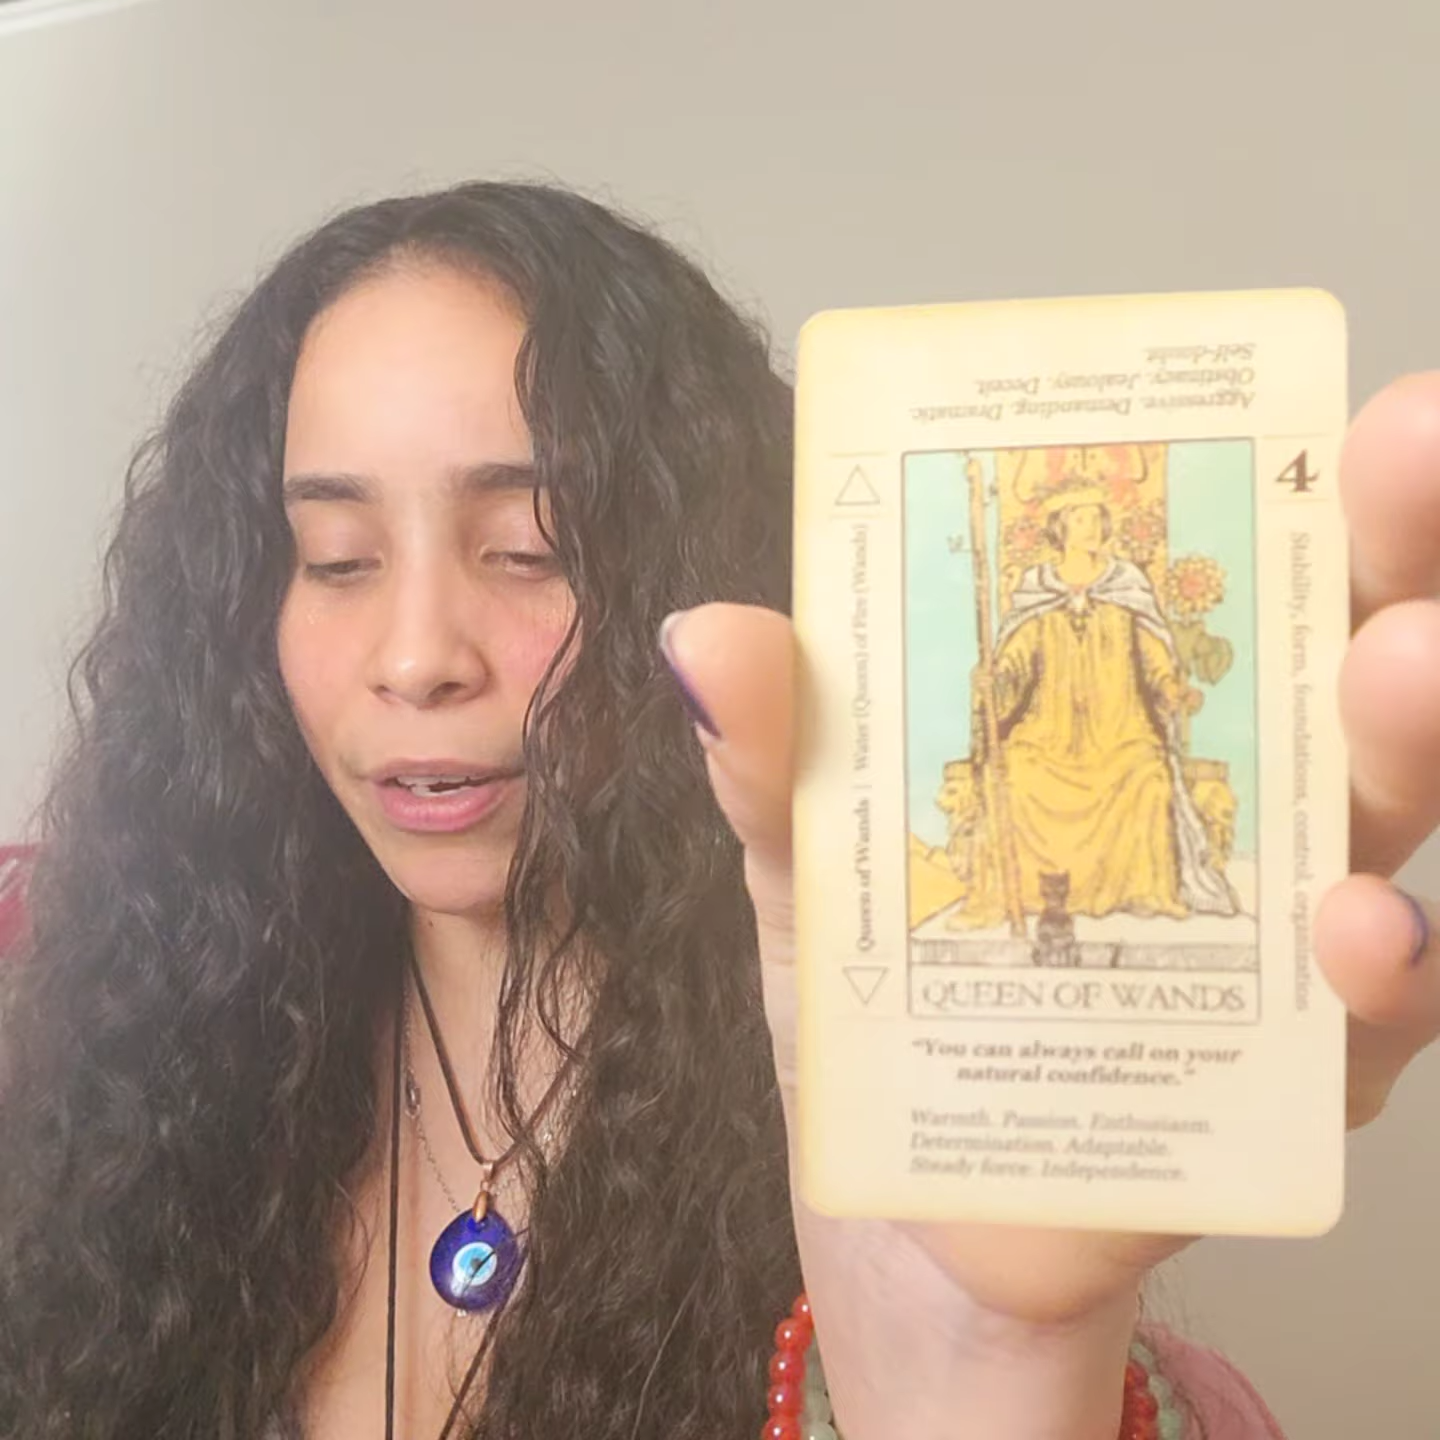 Self-doubt.
Obstinacy. Jealousy. Deceit.
Aggressive. Demanding. Dramatic.
4
Queen of Wands | Water (Queen) of Fire (Wands)
Stability, form, foundations, control, organization
QUEEN OF WANDS
"You can always call on your
natural confidence."
Warmth. Passion. Enthusiasm.
Determination. Adaptable.
Steady force. Independence.